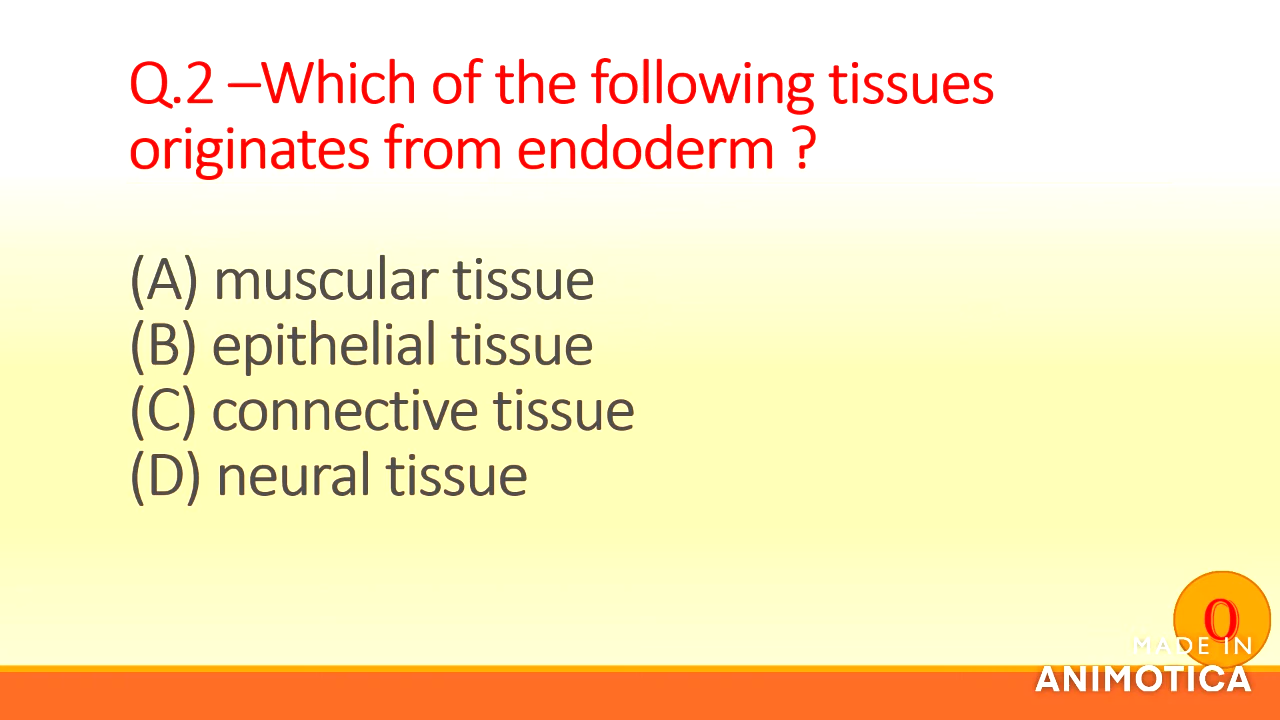 Q.2 –Which of the following tissues
originates from endoderm ?
(A) muscular tissue
(B) epithelial tissue
(C) connective tissue
(D) neural tissue
0
MADE IN
ANIMOTICA